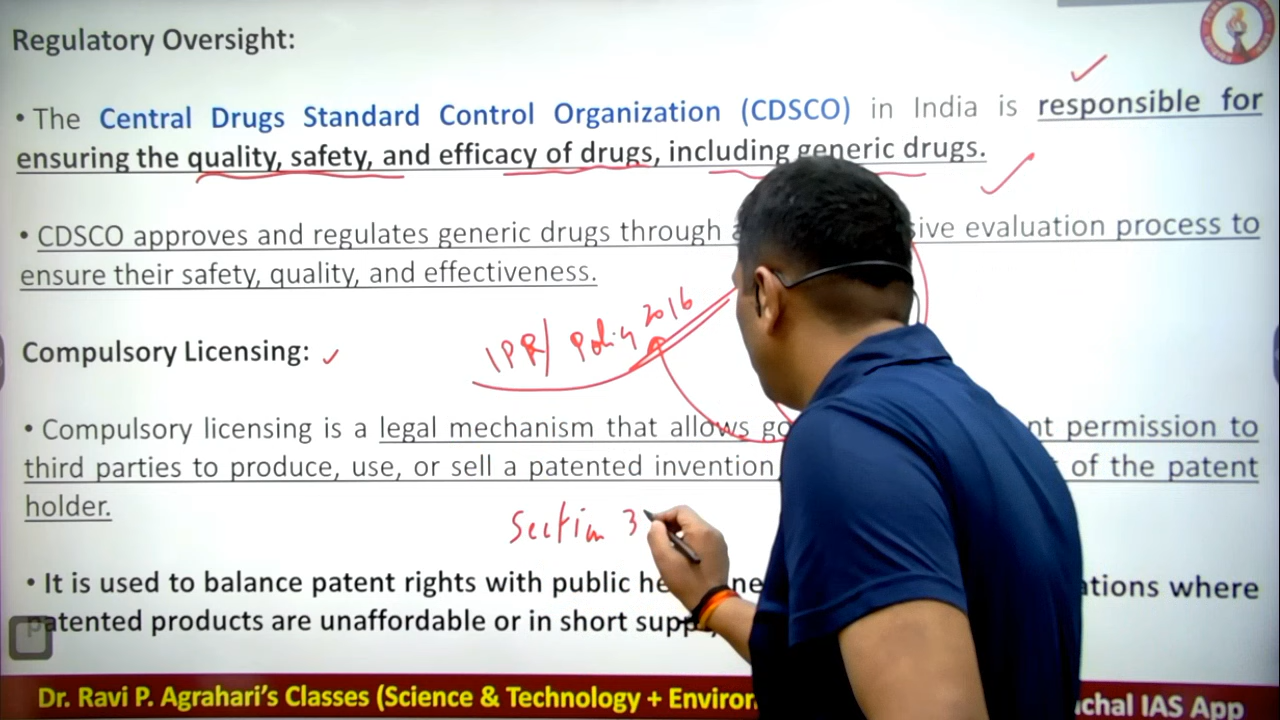 Regulatory Oversight:
• The Central Drugs Standard Control Organization (CDSCO) in India is responsible for
ensuring the quality, safety, and efficacy of drugs, including generic drugs.
• CDSCO approves and regulates generic drugs through sive evaluation process to
ensure their safety, quality, and effectiveness.
IPR/ Policy 2016
Compulsory Licensing:
• Compulsory licensing is a legal mechanism that allows go nt permission to
third parties to produce, use, or sell a patented invention of the patent
holder.
Section 3
• It is used to balance patent rights with public he ne ations where
patented products are unaffordable or in short supp
Dr. Ravi P. Agrahari's Classes (Science & Technology + Environ chal IAS App